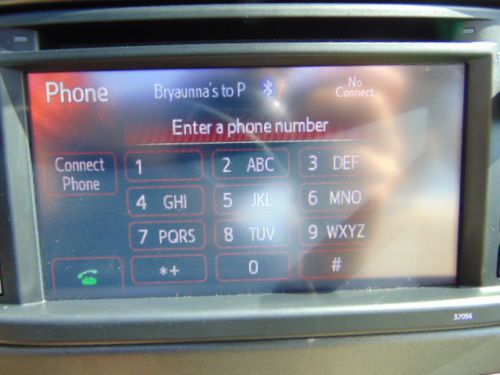 Phone
Bryaunna's to P
No
Connect
Enter a phone number
Connect
Phone
1
2 ABC
3 DEF
4 GHI
5 JKL
6 MNO
7 PQRS
8 TUV
9 WXYZ
*+
0
#
57056